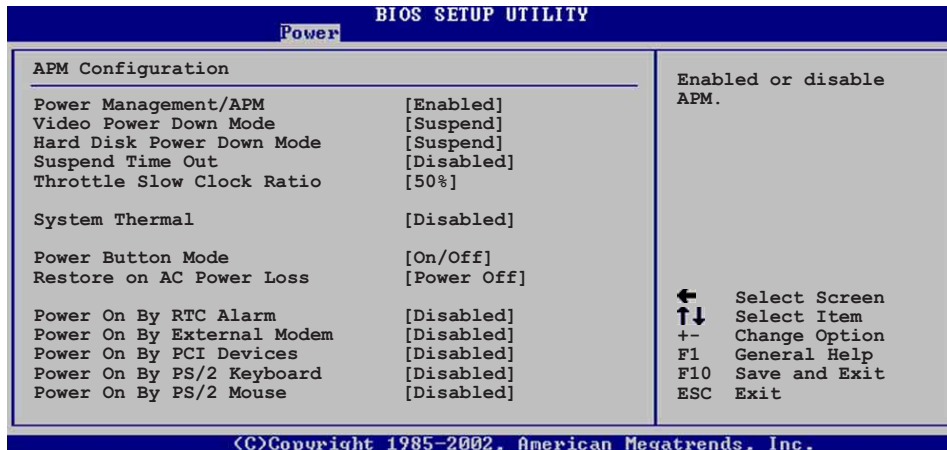 BIOS SETUP UTILITY
Power
APM Configuration
Power Management/APM [Enabled]
Video Power Down Mode [Suspend]
Hard Disk Power Down Mode [Suspend]
Suspend Time Out [Disabled]
Throttle Slow Clock Ratio [50%]
System Thermal [Disabled]
Power Button Mode [On/Off]
Restore on AC Power Loss [Power Off]
Power On By RTC Alarm [Disabled]
Power On By External Modem [Disabled]
Power On By PCI Devices [Disabled]
Power On By PS/2 Keyboard [Disabled]
Power On By PS/2 Mouse [Disabled]
Enabled or disable
APM.
← Select Screen
↑↓ Select Item
+- Change Option
F1 General Help
F10 Save and Exit
ESC Exit
(C)Copyright 1985-2002, American Megatrends, Inc.